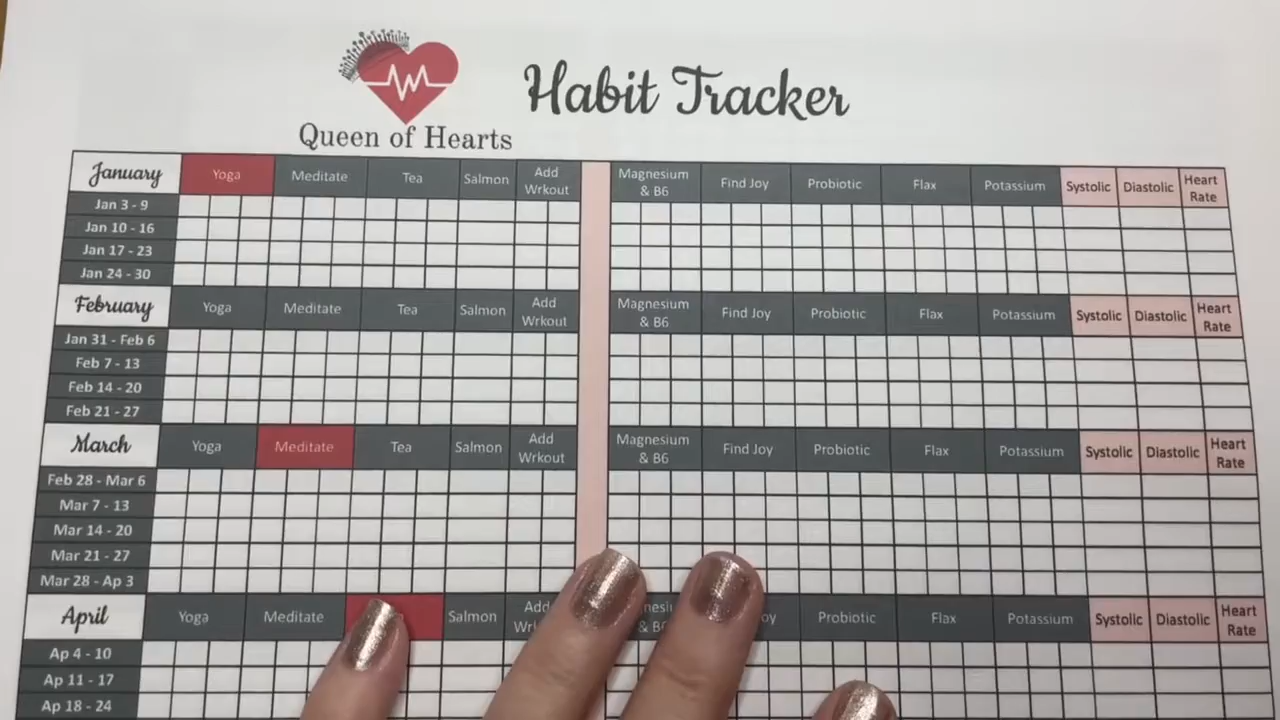 Habit Tracker
Queen of Hearts
January Yoga Meditate Tea Salmon Add Wrkout Magnesium & B6 Find Joy Probiotic Flax Potassium Systolic Diastolic Heart Rate
Jan 3 - 9
Jan 10 - 16
Jan 17 - 23
Jan 24 - 30
February Yoga Meditate Tea Salmon Add Wrkout Magnesium & B6 Find Joy Probiotic Flax Potassium Systolic Diastolic Heart Rate
Jan 31 - Feb 6
Feb 7 - 13
Feb 14 - 20
Feb 21 - 27
March Yoga Meditate Tea Salmon Add Wrkout Magnesium & B6 Find Joy Probiotic Flax Potassium Systolic Diastolic Heart Rate
Feb 28 - Mar 6
Mar 7 - 13
Mar 14 - 20
Mar 21 - 27
Mar 28 - Ap 3
April Yoga Meditate Salmon Add Probiotic Flax Potassium Systolic Diastolic Heart Rate
Ap 4 - 10
Ap 11 - 17
Ap 18 - 24